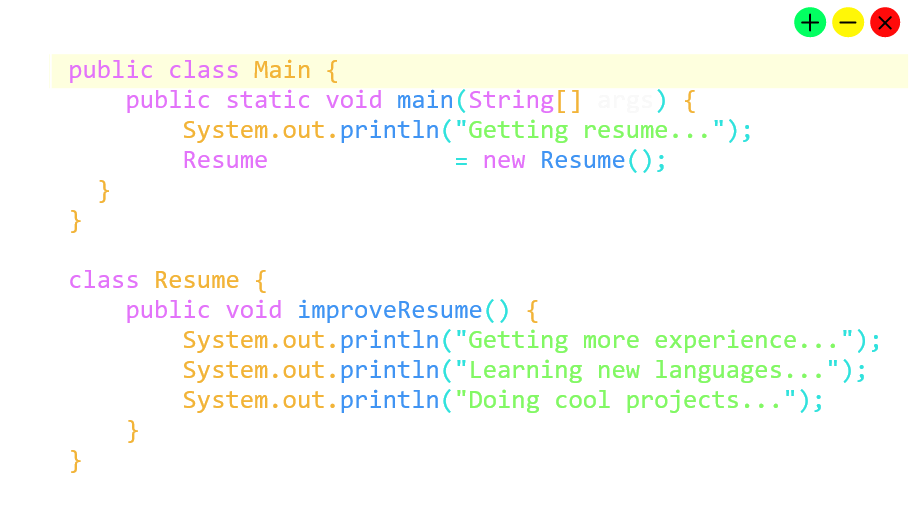 public class Main {
    public static void main(String[] args) {
        System.out.println("Getting resume...");
        Resume             = new Resume();
  }
}

class Resume {
    public void improveResume() {
        System.out.println("Getting more experience...");
        System.out.println("Learning new languages...");
        System.out.println("Doing cool projects...");
    }
}